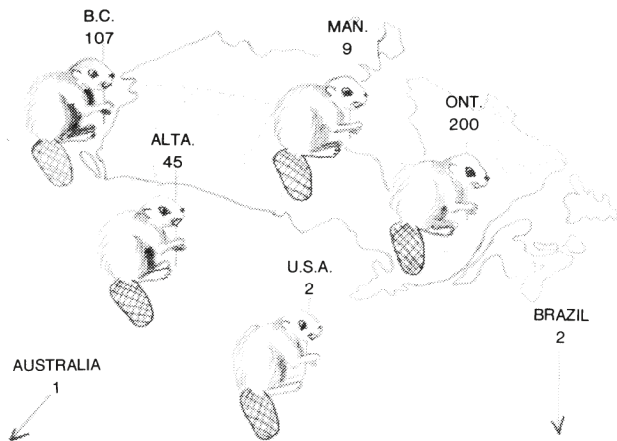 B.C.
107
MAN.
9
ONT.
200
ALTA.
45
U.S.A.
2
BRAZIL
2
AUSTRALIA
1